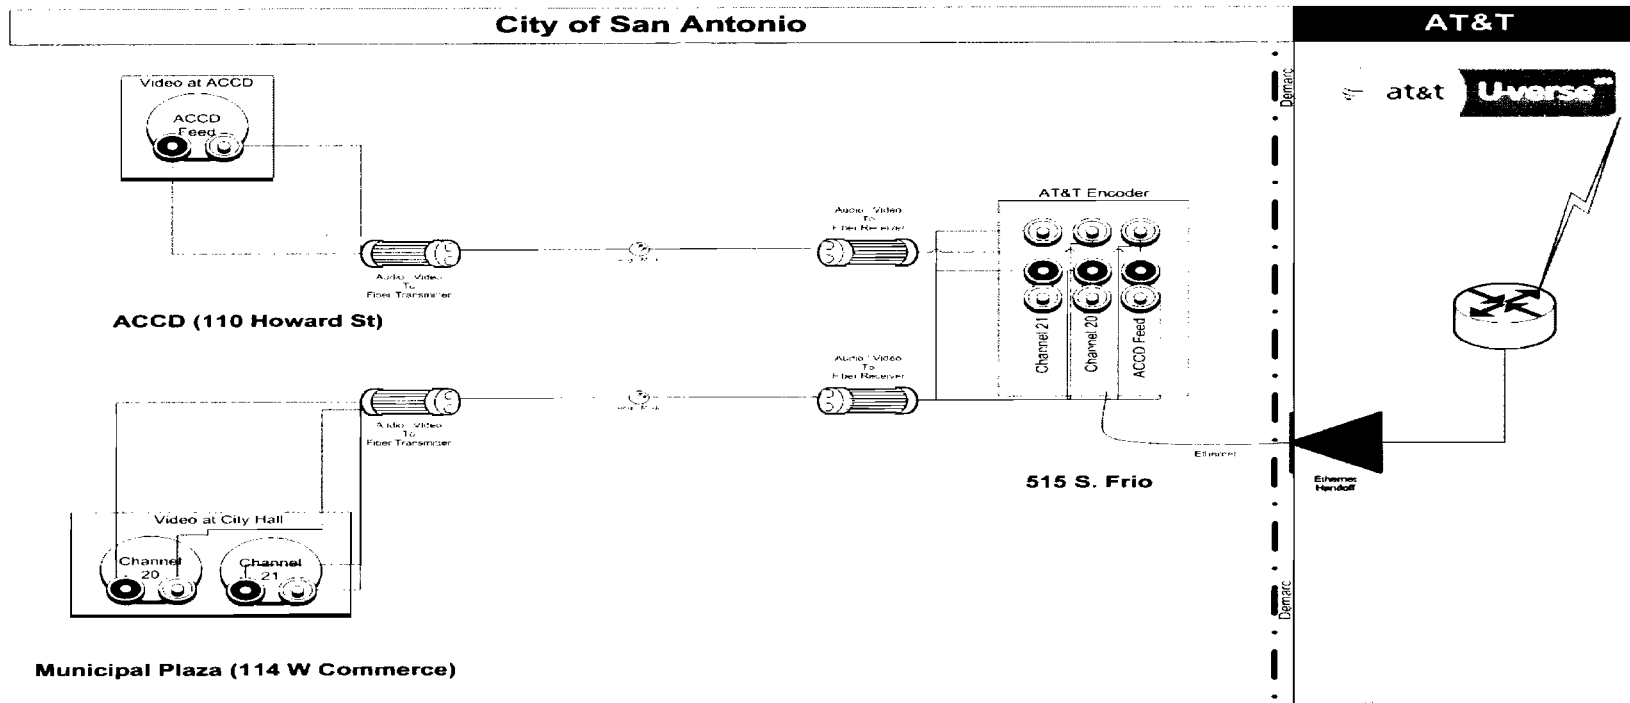 City of San Antonio
AT&T
Video at ACCD
ACCD
Feed
Demarc
at&t U-verse
AT&T Encoder
Audio Video
To
Fiber Receiver
Audio Video
To
Fiber Transmitter
ACCD (110 Howard St)
Channel 21
Channel 20
ACCD Feed
Audio Video
To
Fiber Receiver
Audio Video
To
Fiber Transmitter
Ethernet
515 S. Frio
Ethernet
Handoff
Video at City Hall
Channel
20
Channel
21
Demarc
Municipal Plaza (114 W Commerce)